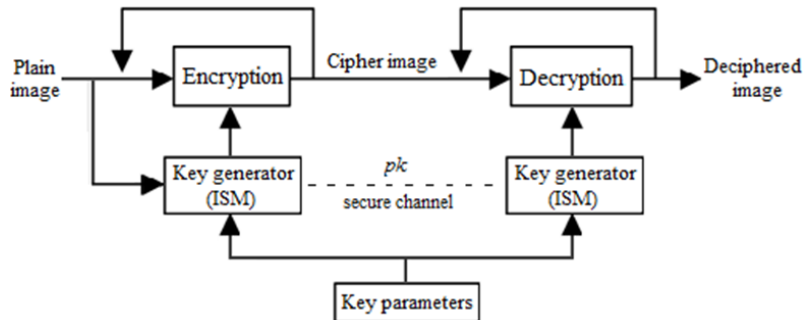 Plain
image
Encryption
Cipher image
Decryption
Deciphered
image
Key generator
(ISM)
pk
secure channel
Key generator
(ISM)
Key parameters